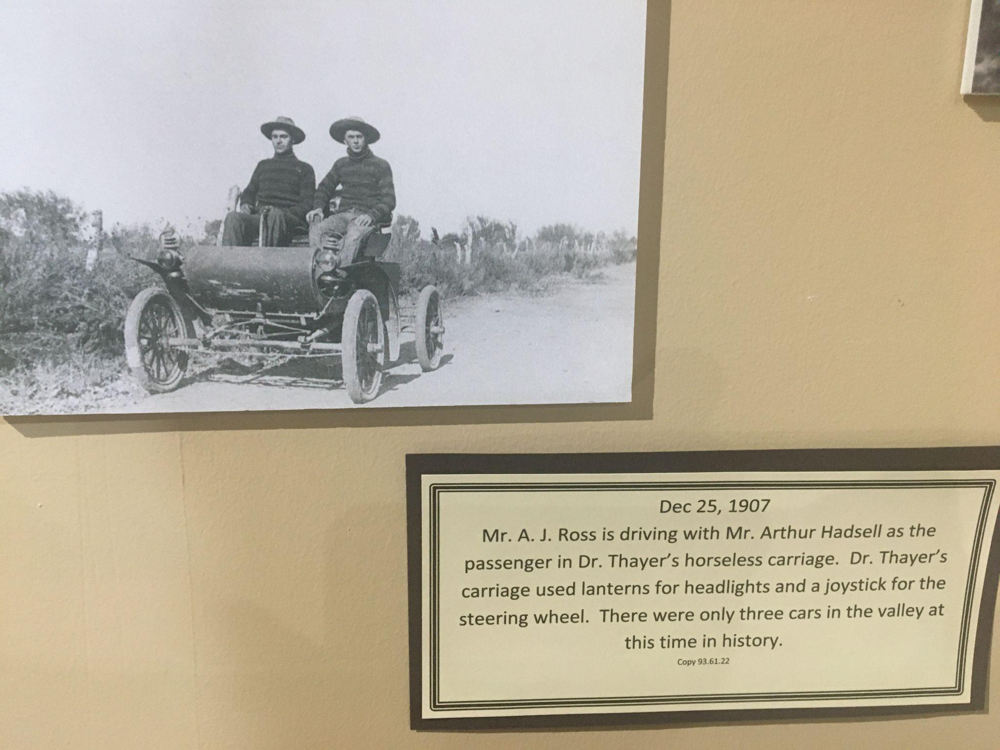 Dec 25, 1907
Mr. A. J. Ross is driving with Mr. Arthur Hadsell as the
passenger in Dr. Thayer's horseless carriage. Dr. Thayer's
carriage used lanterns for headlights and a joystick for the
steering wheel. There were only three cars in the valley at
this time in history.
Copy 93.61.22